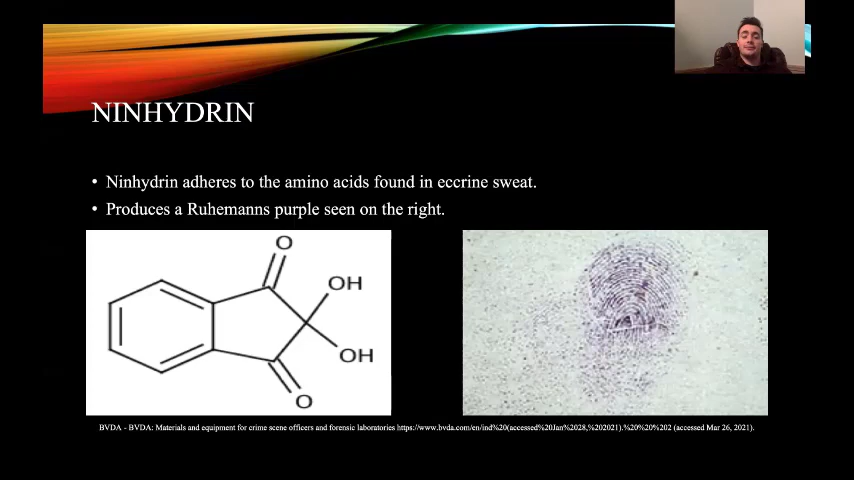 NINHYDRIN
• Ninhydrin adheres to the amino acids found in eccrine sweat.
• Produces a Ruhemanns purple seen on the right.
O
OH
OH
O
BVDA - BVDA: Materials and equipment for crime scene officers and forensic laboratories https://www.bvda.com/en/ind%20(accessed%20Jan%2028,%202021).%20%20%202 (accessed Mar 26, 2021).